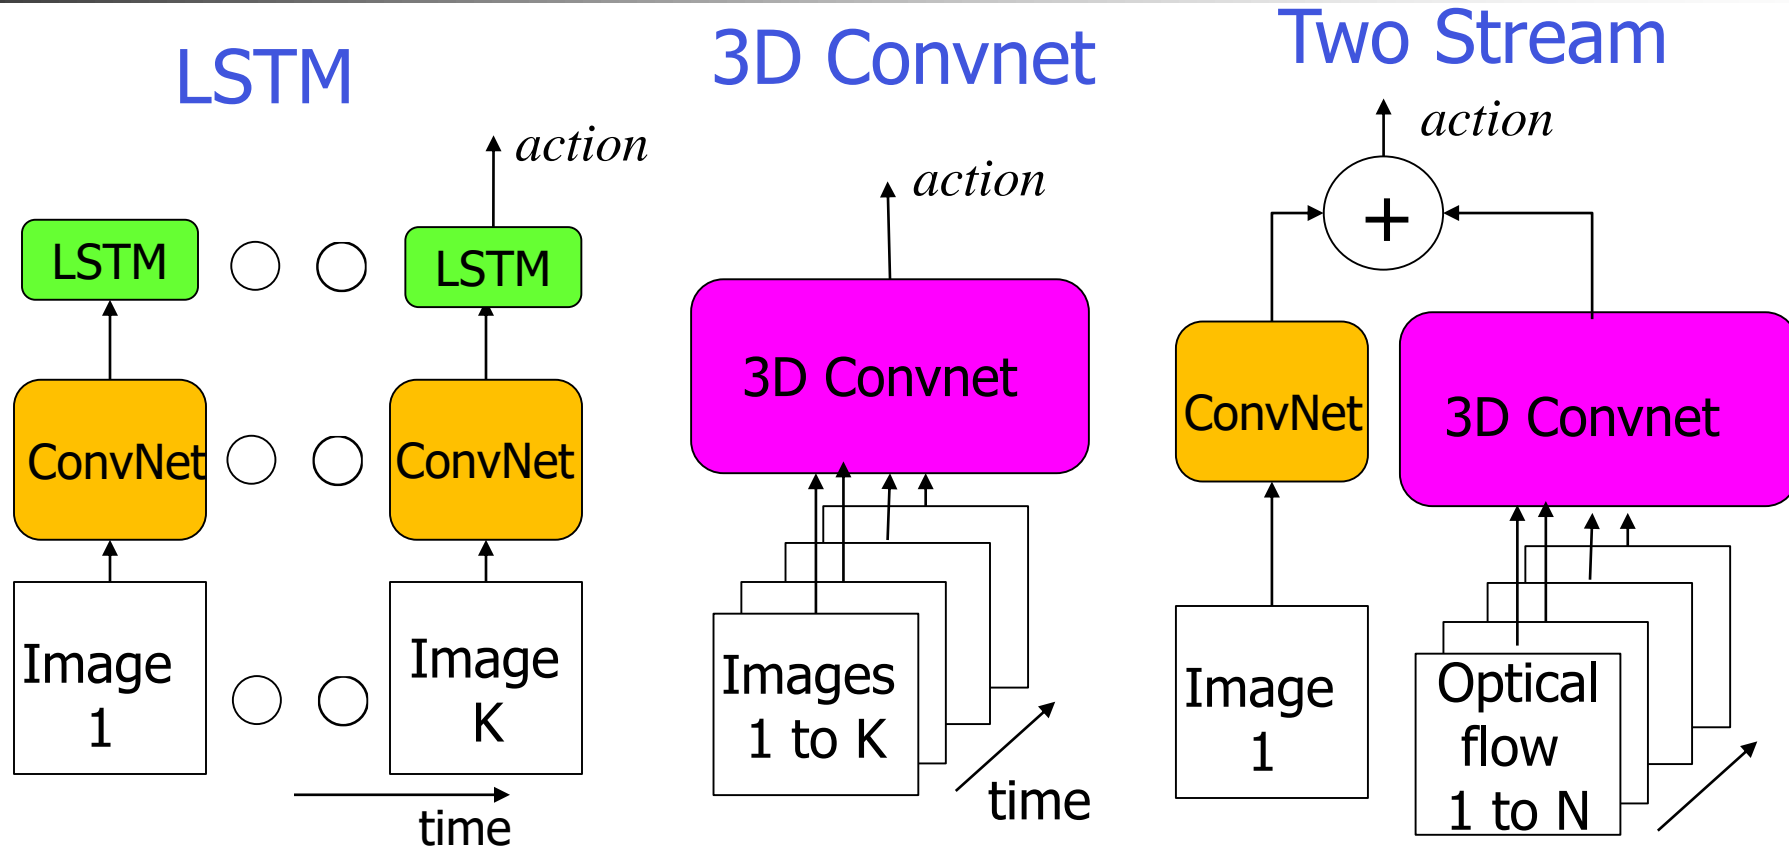 LSTM
action
LSTM
LSTM
ConvNet
ConvNet
Image
1
Image
K
time
3D Convnet
action
3D Convnet
Images
1 to K
time
Two Stream
action
+
ConvNet
3D Convnet
Image
1
Optical
flow
1 to N